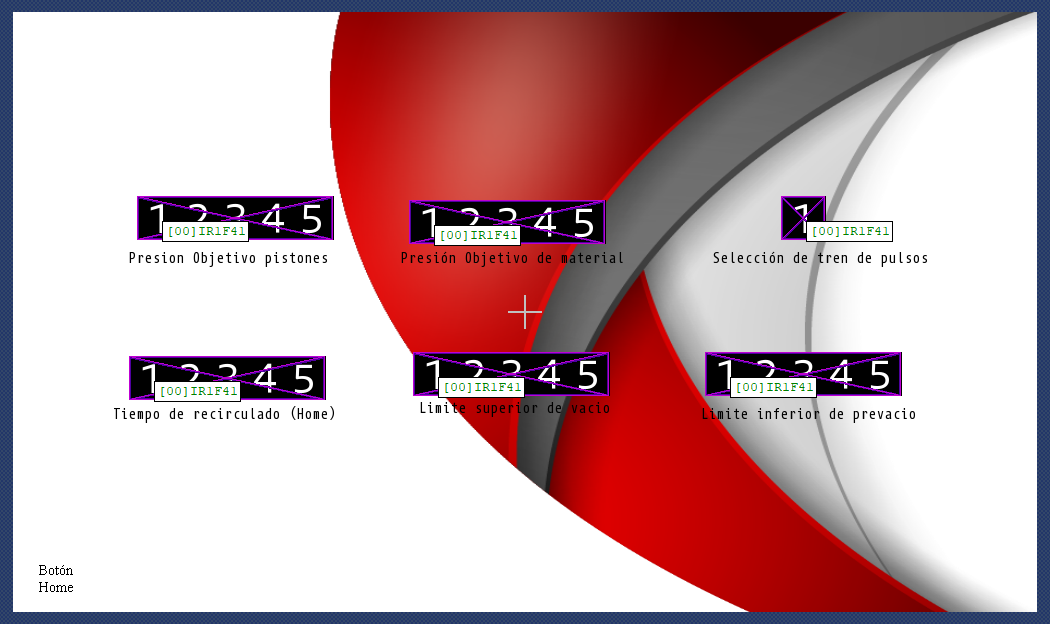 12345 12345 1
[00]IR1F41 [00]IR1F41 [00]IR1F41
Presion Objetivo pistones Presión Objetivo de material Selección de tren de pulsos
12345 12345 12345
[00]IR1F41 [00]IR1F41 [00]IR1F41
Tiempo de recirculado (Home) Limite superior de vacio Limite inferior de prevacio
Botón
Home